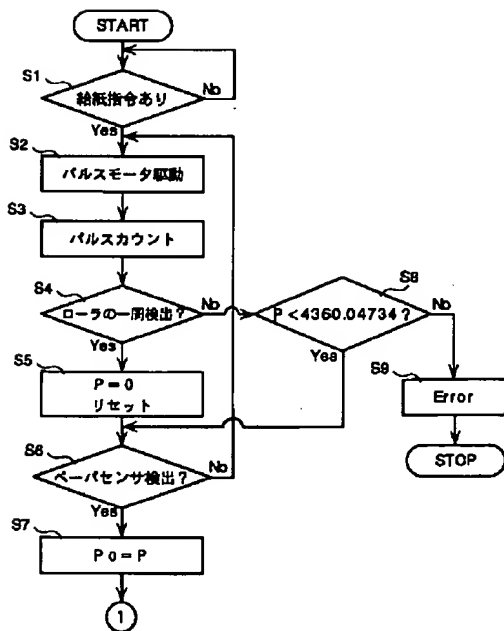 START
S1
給紙指令あり
No
Yes
S2
パルスモータ駆動
S3
パルスカウント
S4
ローラの一周検出?
No
Yes
S8
P<4360.04734?
No
Yes
S5
P=0
リセット
S9
Error
STOP
S6
ペーパセンサ検出?
No
Yes
S7
Po=P
1